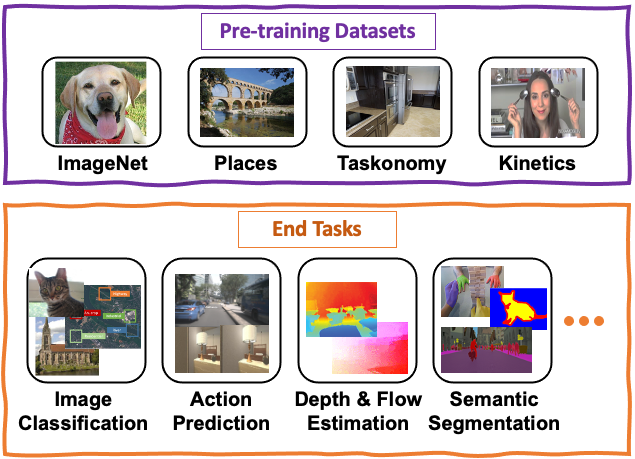 Pre-training Datasets
ImageNet
Places
Taskonomy
Kinetics
End Tasks
Image
Classification
Action
Prediction
Depth & Flow
Estimation
Semantic
Segmentation